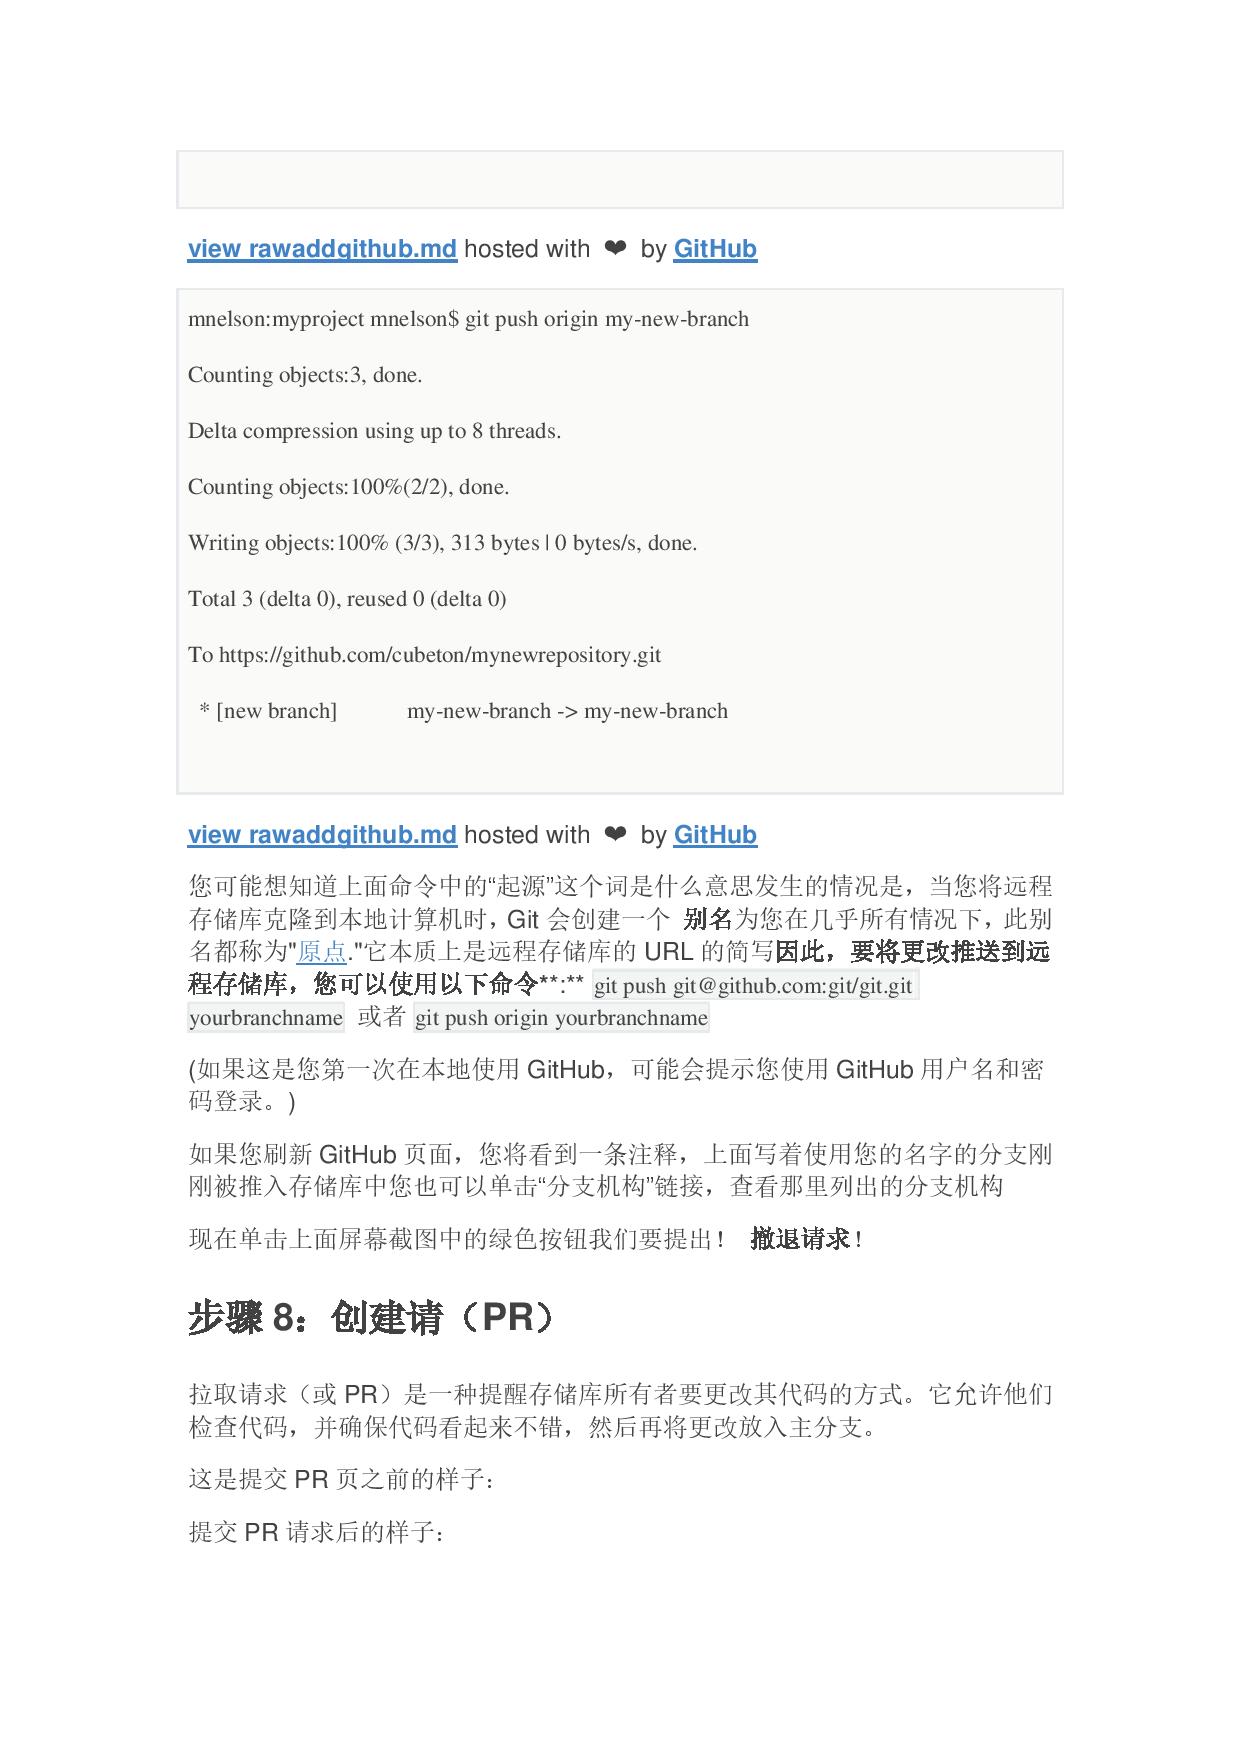 view rawaddgithub.md hosted with ❤ by GitHub
mnelson:myproject mnelson$ git push origin my-new-branch
Counting objects:3, done.
Delta compression using up to 8 threads.
Counting objects:100%(2/2), done.
Writing objects:100% (3/3), 313 bytes | 0 bytes/s, done.
Total 3 (delta 0), reused 0 (delta 0)
To https://github.com/cubeton/mynewrepository.git
* [new branch] my-new-branch -> my-new-branch
view rawaddgithub.md hosted with ❤ by GitHub
您可能想知道上面命令中的“起源”这个词是什么意思发生的情况是，当您将远程
存储库克隆到本地计算机时，Git 会创建一个 别名为您在几乎所有情况下，此别
名都称为"原点."它本质上是远程存储库的 URL 的简写因此，要将更改推送到远
程存储库，您可以使用以下命令**:** git push git@github.com:git/git.git
yourbranchname 或者 git push origin yourbranchname
(如果这是您第一次在本地使用 GitHub，可能会提示您使用 GitHub 用户名和密
码登录。)
如果您刷新 GitHub 页面，您将看到一条注释，上面写着使用您的名字的分支刚
刚被推入存储库中您也可以单击“分支机构”链接，查看那里列出的分支机构
现在单击上面屏幕截图中的绿色按钮我们要提出！ 撤退请求！
步骤 8：创建请（PR）
拉取请求（或 PR）是一种提醒存储库所有者要更改其代码的方式。它允许他们
检查代码，并确保代码看起来不错，然后再将更改放入主分支。
这是提交 PR 页之前的样子：
提交 PR 请求后的样子：